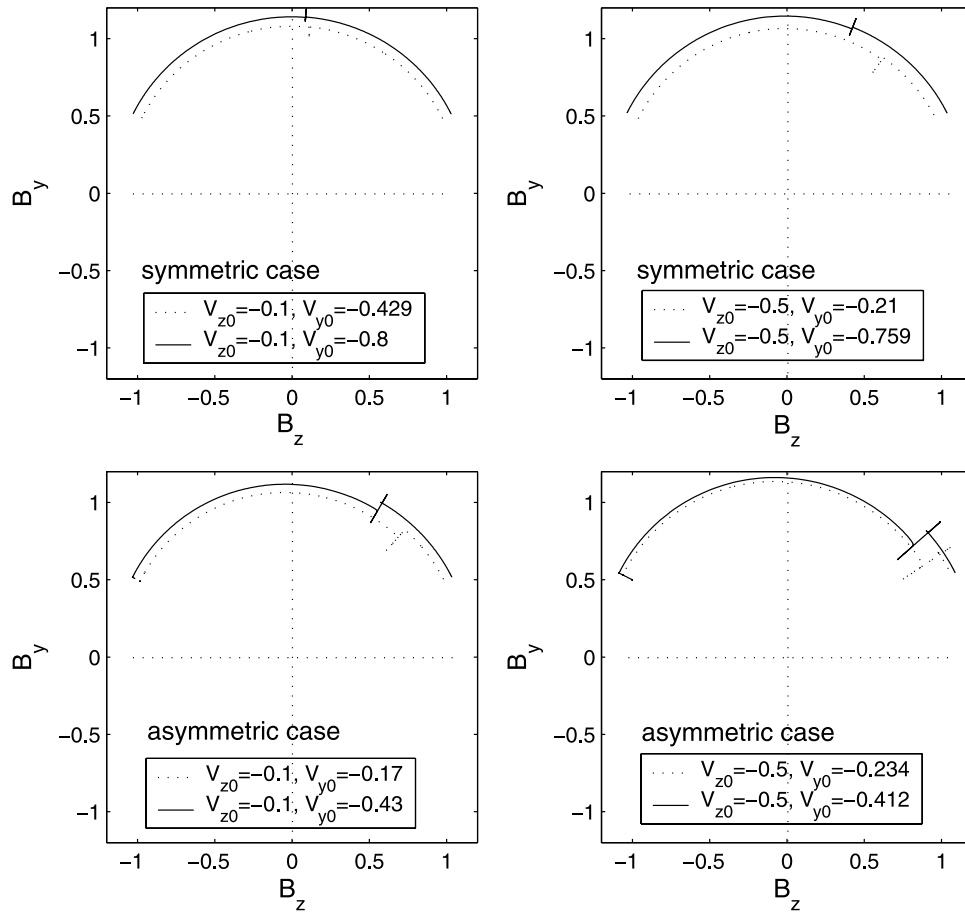 1
0.5
0
−0.5
−1
B_y
symmetric case
V_z0=−0.1, V_y0=−0.429
V_z0=−0.1, V_y0=−0.8
−1 −0.5 0 0.5 1
B_z
1
0.5
0
−0.5
−1
B_y
symmetric case
V_z0=−0.5, V_y0=−0.21
V_z0=−0.5, V_y0=−0.759
−1 −0.5 0 0.5 1
B_z
1
0.5
0
−0.5
−1
B_y
asymmetric case
V_z0=−0.1, V_y0=−0.17
V_z0=−0.1, V_y0=−0.43
−1 −0.5 0 0.5 1
B_z
1
0.5
0
−0.5
−1
B_y
asymmetric case
V_z0=−0.5, V_y0=−0.234
V_z0=−0.5, V_y0=−0.412
−1 −0.5 0 0.5 1
B_z